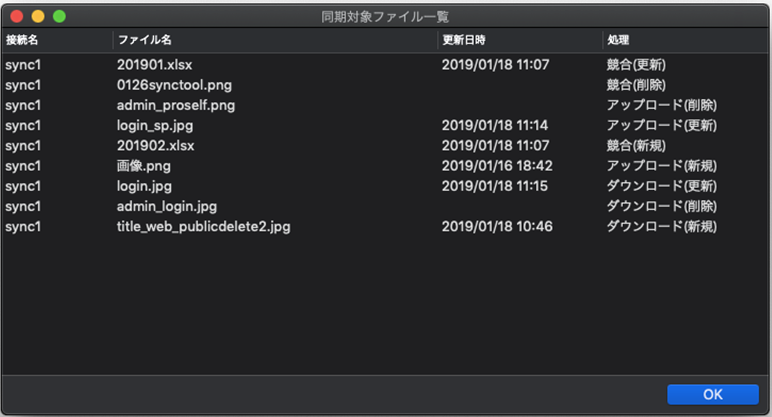 同期対象ファイル一覧
接続名 ファイル名 更新日時 処理
sync1 201901.xlsx 2019/01/18 11:07 競合(更新)
sync1 0126synctool.png 競合(削除)
sync1 admin_proself.png アップロード(削除)
sync1 login_sp.jpg 2019/01/18 11:14 アップロード(更新)
sync1 201902.xlsx 2019/01/18 11:07 競合(新規)
sync1 画像.png 2019/01/16 18:42 アップロード(新規)
sync1 login.jpg 2019/01/18 11:15 ダウンロード(更新)
sync1 admin_login.jpg ダウンロード(削除)
sync1 title_web_publicdelete2.jpg 2019/01/18 10:46 ダウンロード(新規)
OK